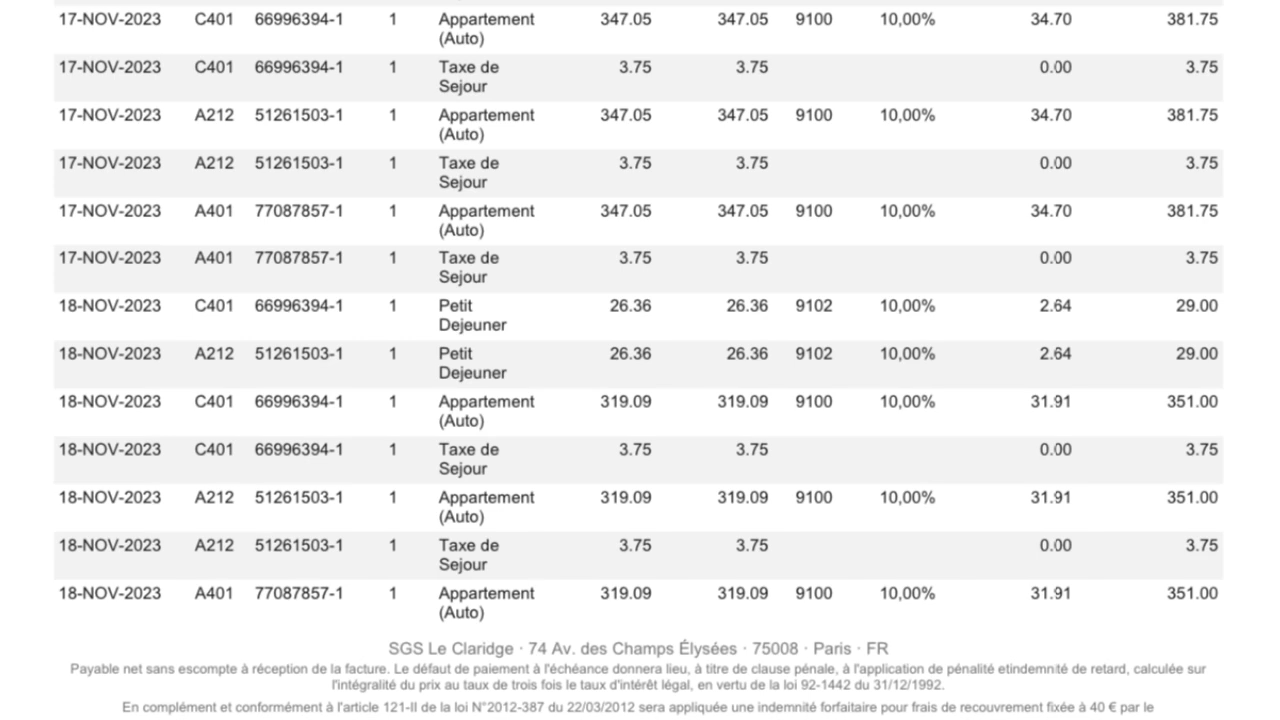 17-NOV-2023 C401 66996394-1 1 Appartement 347.05 347.05 9100 10,00% 34.70 381.75
(Auto)
17-NOV-2023 C401 66996394-1 1 Taxe de 3.75 3.75 0.00 3.75
Sejour
17-NOV-2023 A212 51261503-1 1 Appartement 347.05 347.05 9100 10,00% 34.70 381.75
(Auto)
17-NOV-2023 A212 51261503-1 1 Taxe de 3.75 3.75 0.00 3.75
Sejour
17-NOV-2023 A401 77087857-1 1 Appartement 347.05 347.05 9100 10,00% 34.70 381.75
(Auto)
17-NOV-2023 A401 77087857-1 1 Taxe de 3.75 3.75 0.00 3.75
Sejour
18-NOV-2023 C401 66996394-1 1 Petit 26.36 26.36 9102 10,00% 2.64 29.00
Dejeuner
18-NOV-2023 A212 51261503-1 1 Petit 26.36 26.36 9102 10,00% 2.64 29.00
Dejeuner
18-NOV-2023 C401 66996394-1 1 Appartement 319.09 319.09 9100 10,00% 31.91 351.00
(Auto)
18-NOV-2023 C401 66996394-1 1 Taxe de 3.75 3.75 0.00 3.75
Sejour
18-NOV-2023 A212 51261503-1 1 Appartement 319.09 319.09 9100 10,00% 31.91 351.00
(Auto)
18-NOV-2023 A212 51261503-1 1 Taxe de 3.75 3.75 0.00 3.75
Sejour
18-NOV-2023 A401 77087857-1 1 Appartement 319.09 319.09 9100 10,00% 31.91 351.00
(Auto)
SGS Le Claridge · 74 Av. des Champs Élysées · 75008 · Paris · FR
Payable net sans escompte à réception de la facture. Le défaut de paiement à l'échéance donnera lieu, à titre de clause pénale, à l'application de pénalité etindemnité de retard, calculée sur
l'intégralité du prix au taux de trois fois le taux d'intérêt légal, en vertu de la loi 92-1442 du 31/12/1992.
En complément et conformément à l'article 121-II de la loi N°2012-387 du 22/03/2012 sera appliquée une indemnité forfaitaire pour frais de recouvrement fixée à 40 € par le